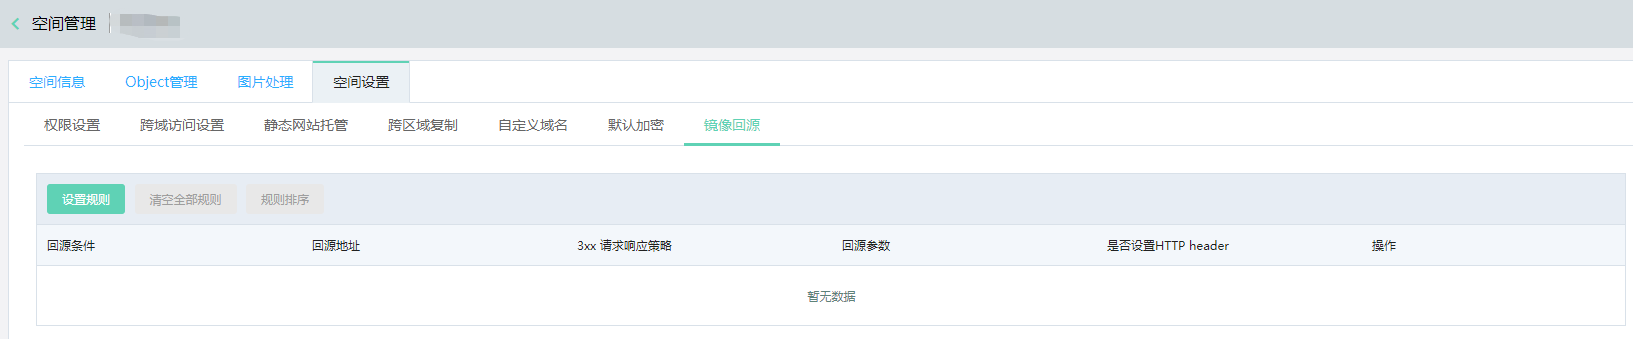 空间管理
空间信息 Object管理 图片处理 空间设置
权限设置 跨域访问设置 静态网站托管 跨区域复制 自定义域名 默认加密 镜像回源
设置规则 清空全部规则 规则排序
回源条件 回源地址 3xx 请求响应策略 回源参数 是否设置HTTP header 操作
暂无数据